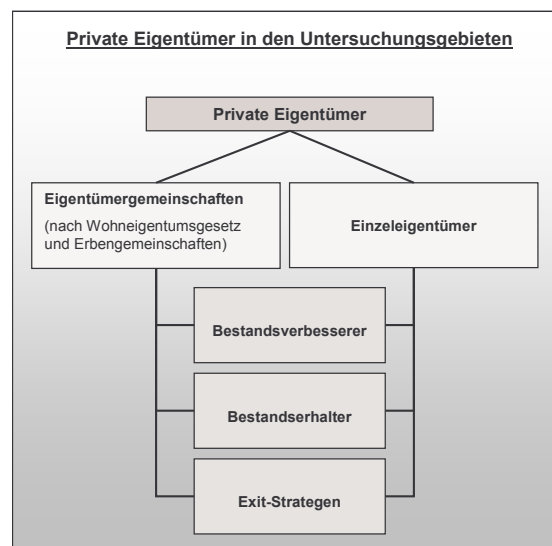 Private Eigentümer in den Untersuchungsgebieten
Private Eigentümer
Eigentümergemeinschaften
(nach Wohneigentumsgesetz
und Erbengemeinschaften)
Einzeleigentümer
Bestandsverbesserer
Bestandserhalter
Exit-Strategen